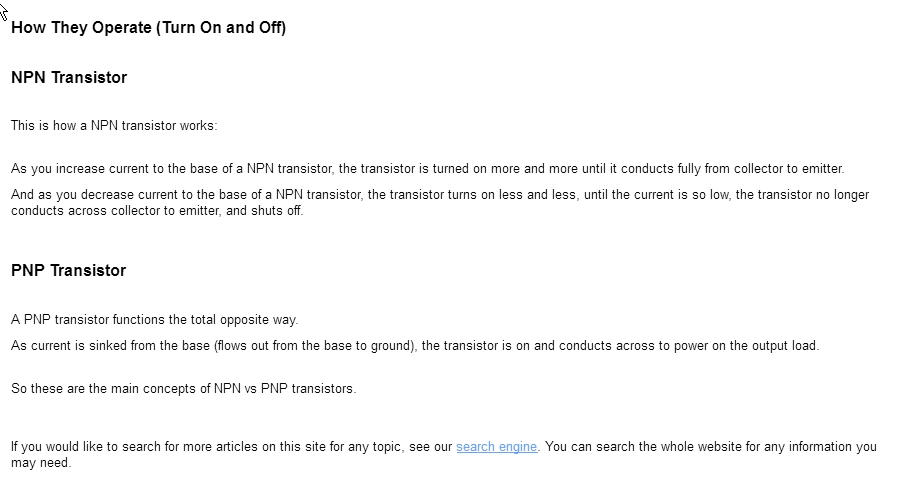 How They Operate (Turn On and Off)
NPN Transistor
This is how a NPN transistor works:
As you increase current to the base of a NPN transistor, the transistor is turned on more and more until it conducts fully from collector to emitter.
And as you decrease current to the base of a NPN transistor, the transistor turns on less and less, until the current is so low, the transistor no longer
conducts across collector to emitter, and shuts off.
PNP Transistor
A PNP transistor functions the total opposite way.
As current is sinked from the base (flows out from the base to ground), the transistor is on and conducts across to power on the output load.
So these are the main concepts of NPN vs PNP transistors.
If you would like to search for more articles on this site for any topic, see our search engine. You can search the whole website for any information you
may need.